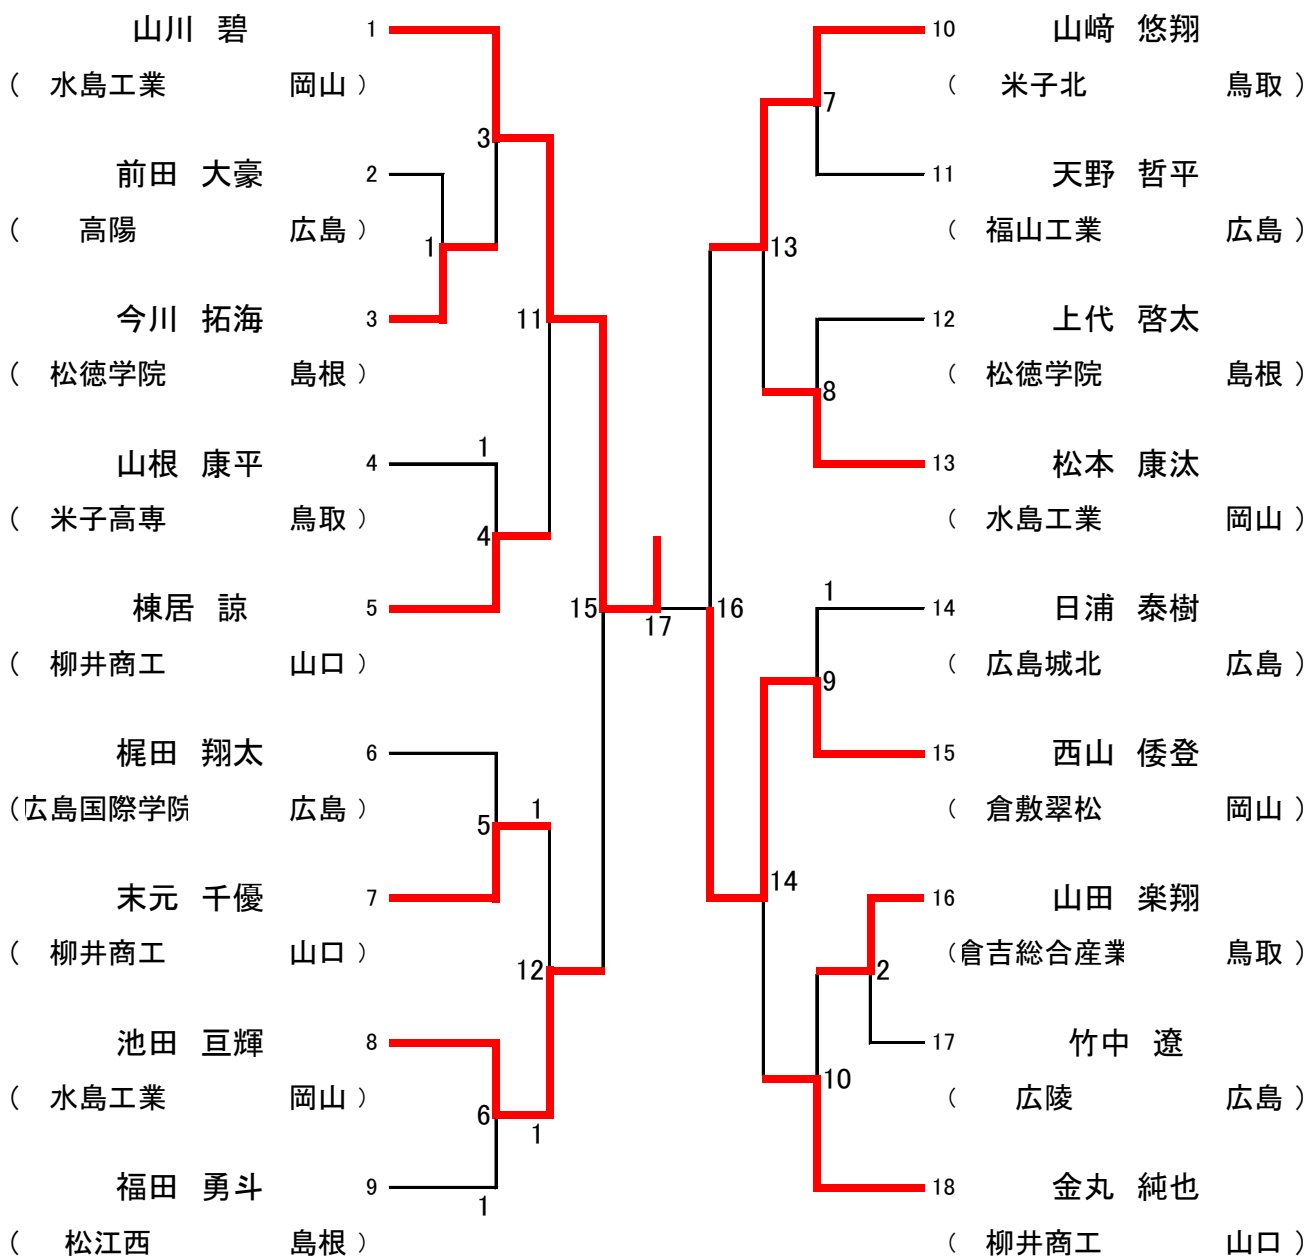 山川 碧 1
( 水島工業 岡山 )
前田 大豪 2
( 高陽 広島 )
今川 拓海 3
( 松徳学院 島根 )
山根 康平 4
( 米子高専 鳥取 )
棟居 諒 5
( 柳井商工 山口 )
梶田 翔太 6
(広島国際学院 広島 )
末元 千優 7
( 柳井商工 山口 )
池田 亘輝 8
( 水島工業 岡山 )
福田 勇斗 9
( 松江西 島根 )
3
1
11
1
4
15
17
5
1
12
6
1
1
7
13
8
16
1
9
14
2
10
10 山﨑 悠翔
( 米子北 鳥取 )
11 天野 哲平
( 福山工業 広島 )
12 上代 啓太
( 松徳学院 島根 )
13 松本 康汰
( 水島工業 岡山 )
14 日浦 泰樹
( 広島城北 広島 )
15 西山 倭登
( 倉敷翠松 岡山 )
16 山田 楽翔
(倉吉総合産業 鳥取 )
17 竹中 遼
( 広陵 広島 )
18 金丸 純也
( 柳井商工 山口 )